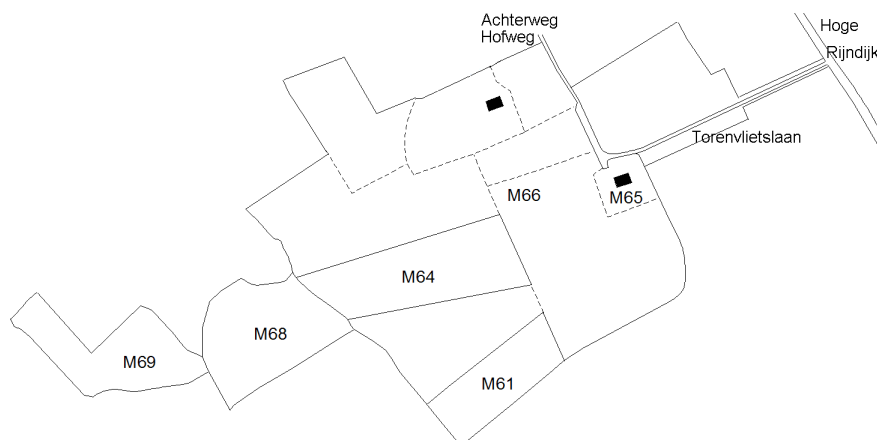 Achterweg
Hofweg
Hoge
Rijndijk
Torenvlietslaan
M66
M65
M64
M68
M69
M61